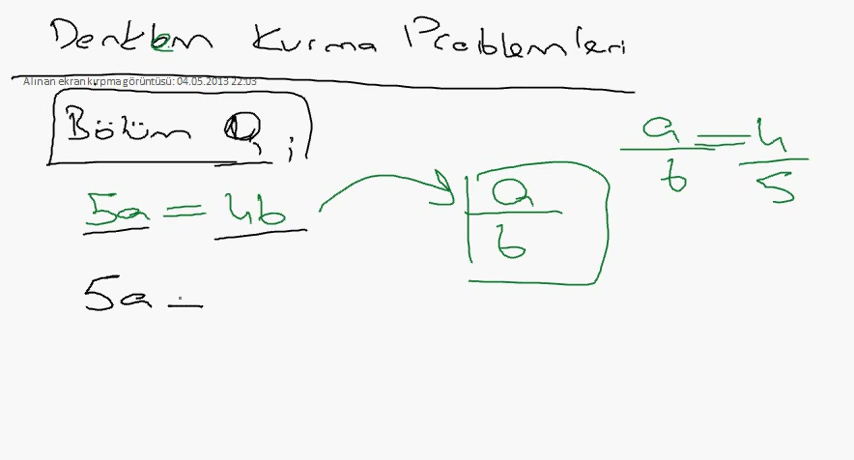 Denklem Kurma Problemleri
Alınan ekran kırpma görüntüsü: 04.05.2013 22:03
Bölüm
5a = 4b
a
b
a = 4
b 5
5a =